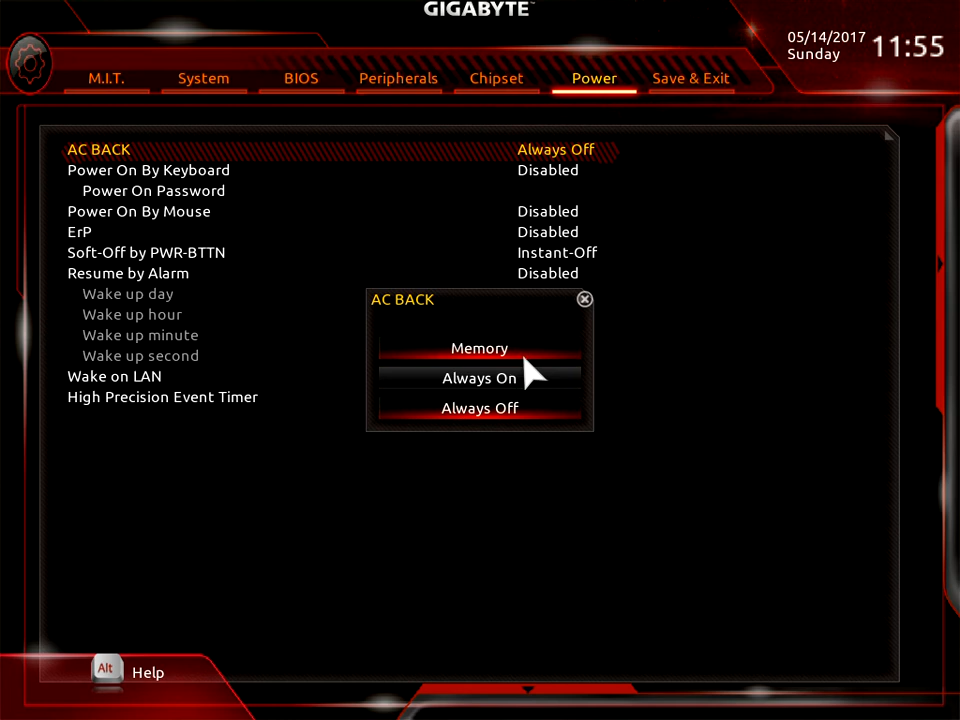 GIGABYTE
05/14/2017
Sunday
11:55
M.I.T. System BIOS Peripherals Chipset Power Save & Exit
AC BACK Always Off
Power On By Keyboard Disabled
Power On Password
Power On By Mouse Disabled
ErP Disabled
Soft-Off by PWR-BTTN Instant-Off
Resume by Alarm Disabled
Wake up day
Wake up hour
Wake up minute
Wake up second
Wake on LAN
High Precision Event Timer
AC BACK
Memory
Always On
Always Off
Alt Help